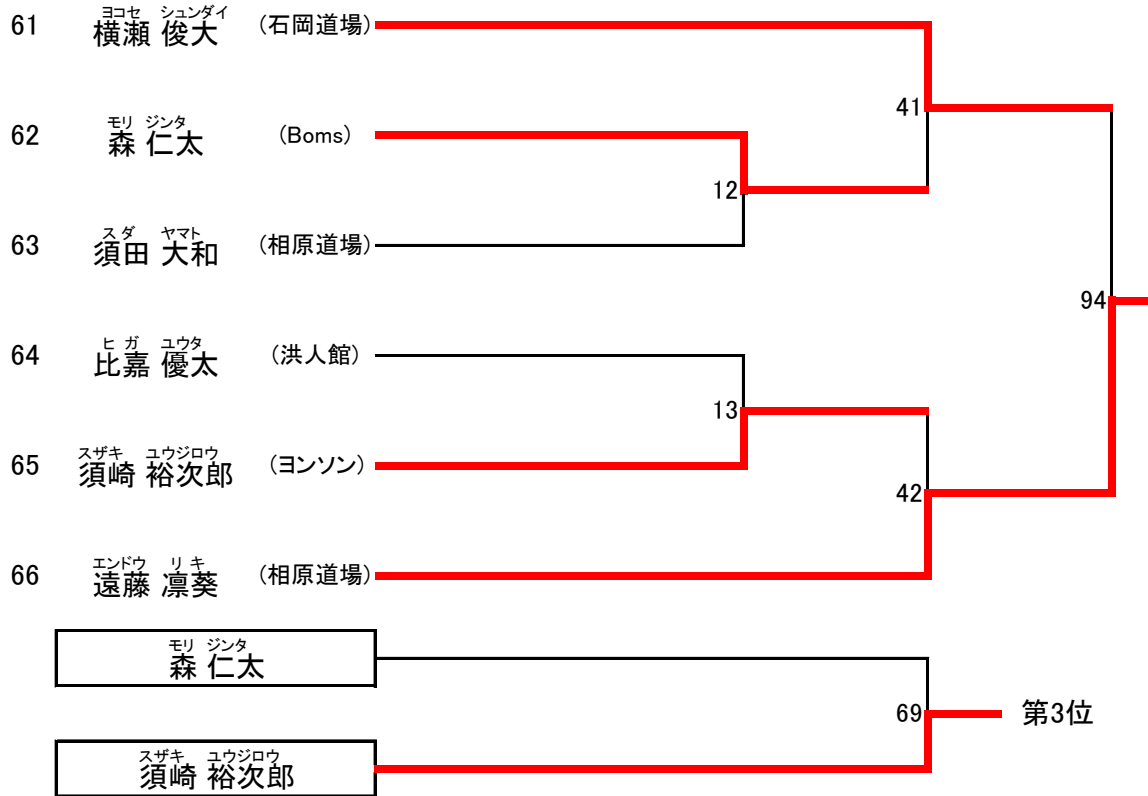 ヨコセ シュンダイ
61 横瀬 俊大 (石岡道場)
41
モリ ジンタ
62 森 仁太 (Boms)
12
スダ ヤマト
63 須田 大和 (相原道場)
94
ヒガ ユウタ
64 比嘉 優太 (洪人館)
13
スザキ ユウジロウ
65 須崎 裕次郎 (ヨンソン)
42
エンドウ リキ
66 遠藤 凛葵 (相原道場)
モリ ジンタ
森 仁太
69 第3位
スザキ ユウジロウ
須崎 裕次郎